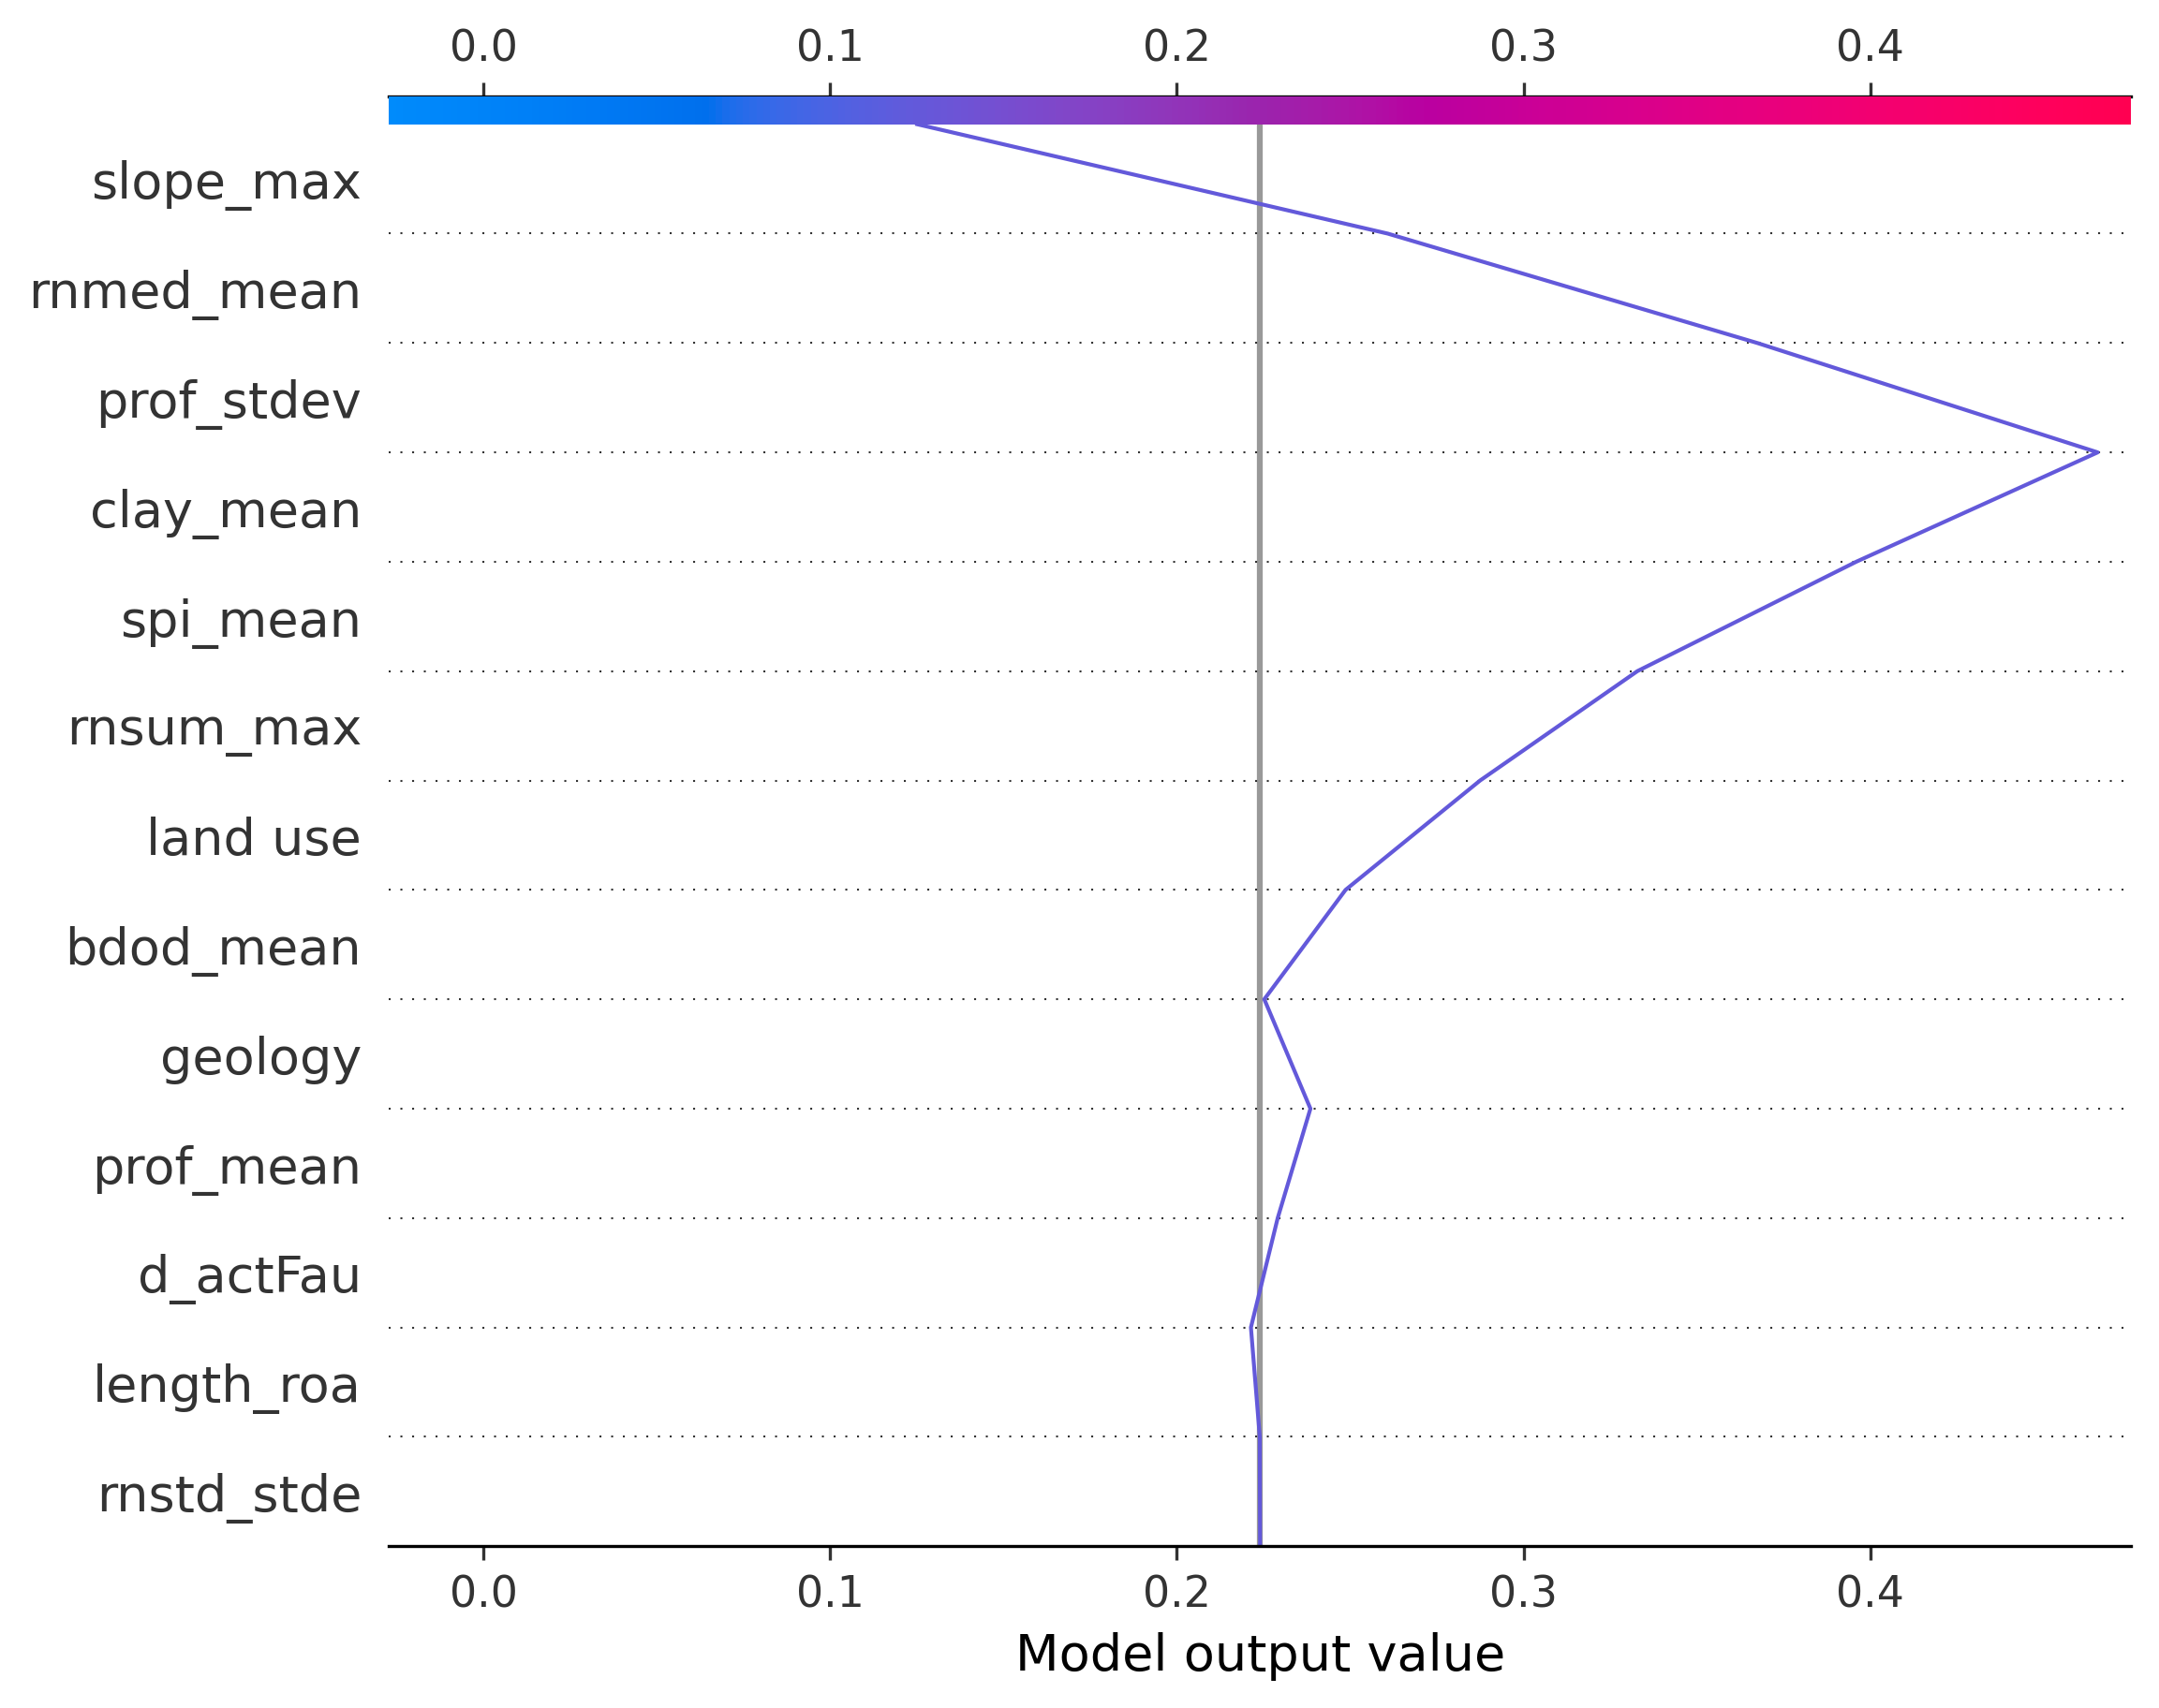 0.0 0.1 0.2 0.3 0.4
slope_max
rnmed_mean
prof_stdev
clay_mean
spi_mean
rnsum_max
land use
bdod_mean
geology
prof_mean
d_actFau
length_roa
rnstd_stde
0.0 0.1 0.2 0.3 0.4
Model output value